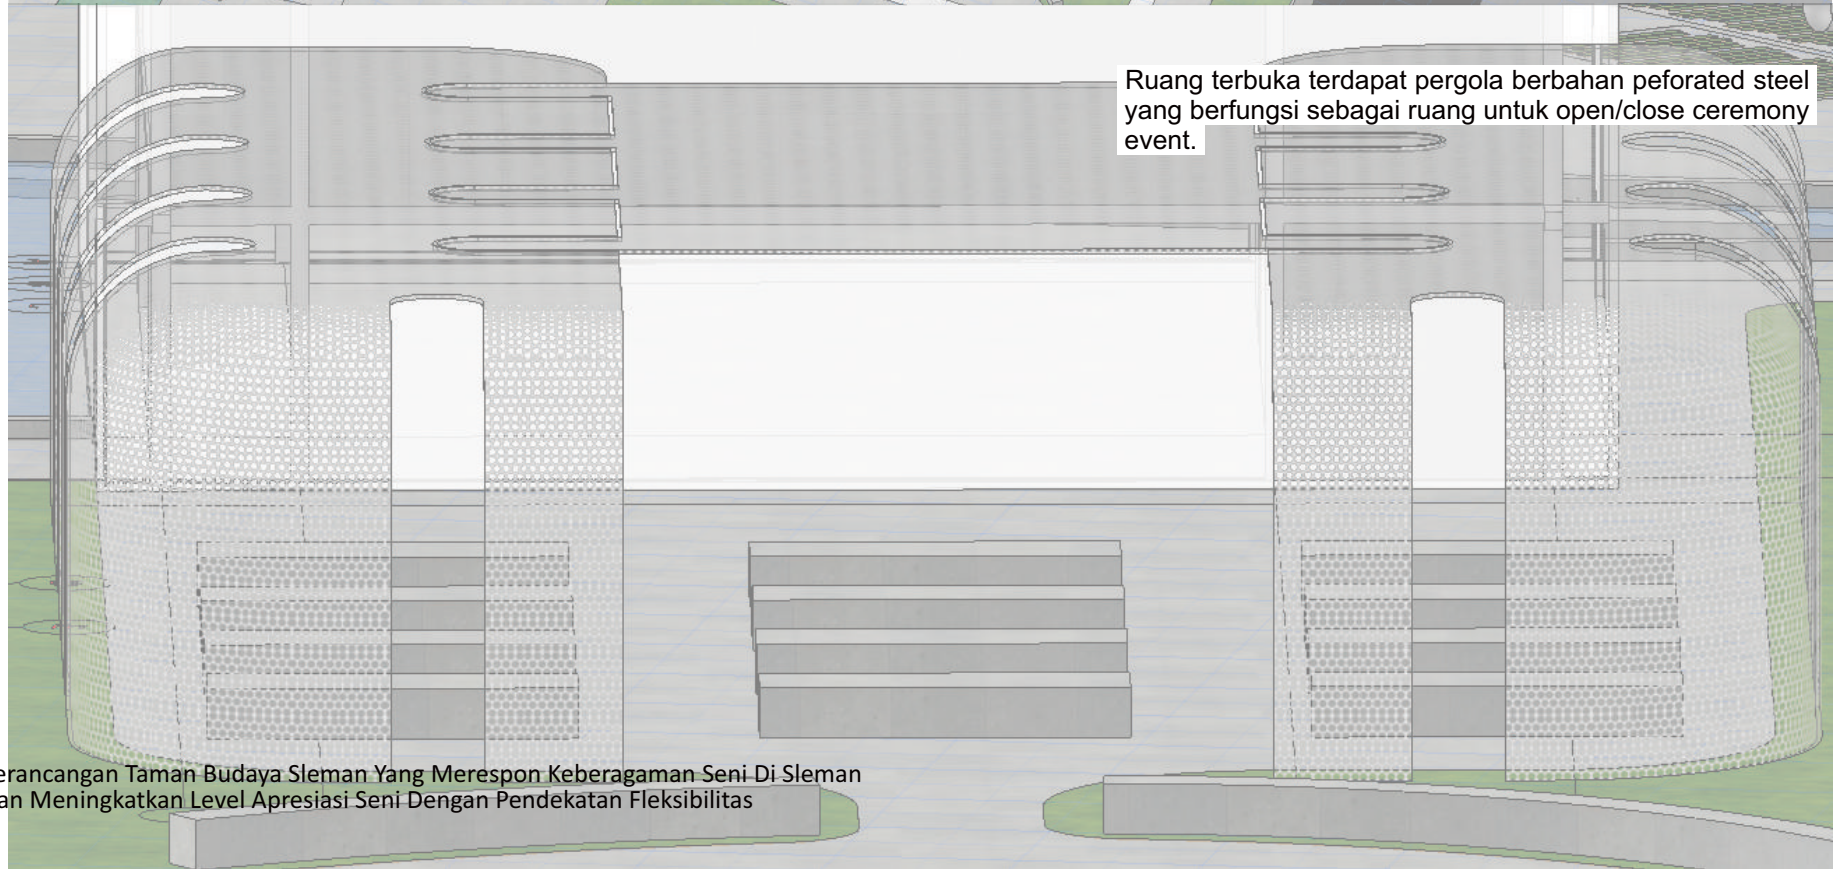 Ruang terbuka terdapat pergola berbahan peforated steel
yang berfungsi sebagai ruang untuk open/close ceremony
event.
erancangan Taman Budaya Sleman Yang Merespon Keberagaman Seni Di Sleman
an Meningkatkan Level Apresiasi Seni Dengan Pendekatan Fleksibilitas